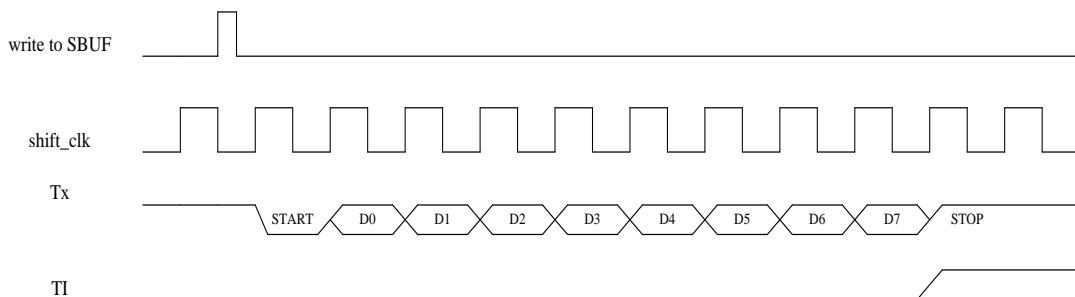 write to SBUF
shift_clk
Tx
START D0 D1 D2 D3 D4 D5 D6 D7 STOP
TI